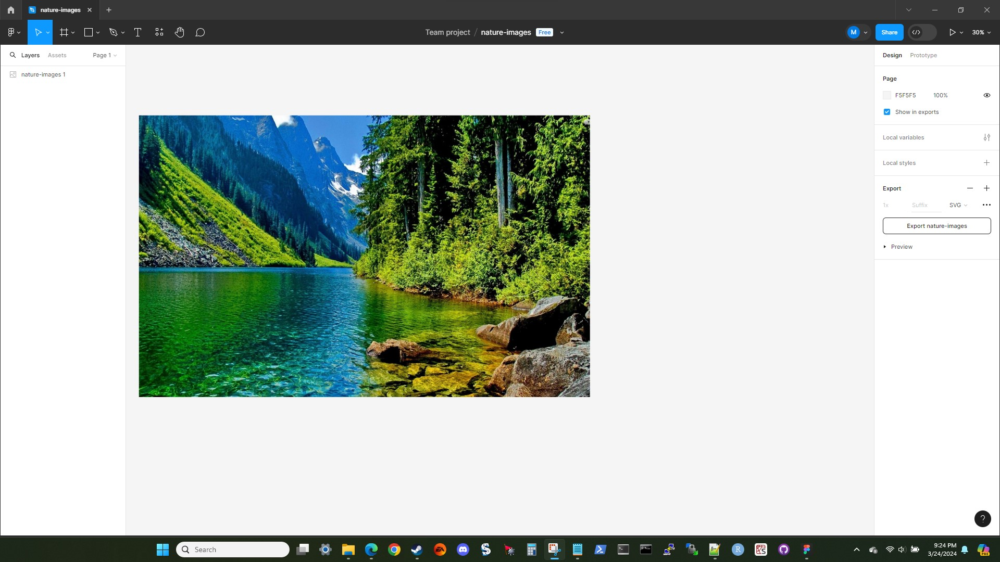 nature-images
Team project / nature-images Free
M
Share
30%
Layers Assets Page 1
nature-images 1
Design Prototype
Page
F5F5F5 100%
Show in exports
Local variables
Local styles
Export
1x Suffix SVG
Export nature-images
Preview
?
Search
EA
R
PRE
9:24 PM
3/24/2024